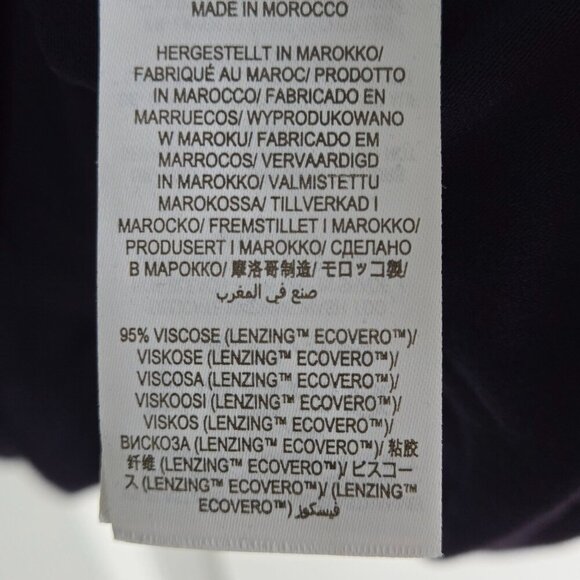 MADE IN MOROCCO
HERGESTELLT IN MAROKKO/
FABRIQUÉ AU MAROC/ PRODOTTO
IN MAROCCO/ FABRICADO EN
MARRUECOS/ WYPRODUKOWANO
W MAROKU/ FABRICADO EM
MARROCOS/ VERVAARDIGD
IN MAROKKO/ VALMISTETTU
MAROKOSSA/ TILLVERKAD I
MAROCKO/ FREMSTILLET I MAROKKO/
PRODUSERT I MAROKKO/ СДЕЛАНО
В МАРОККО/ 摩洛哥制造/ モロッコ製/
صنع في المغرب
95% VISCOSE (LENZING™ ECOVERO™)/
VISKOSE (LENZING™ ECOVERO™)/
VISCOSA (LENZING™ ECOVERO™)/
VISKOOSI (LENZING™ ECOVERO™)/
VISKOS (LENZING™ ECOVERO™)/
ВИСКОЗА (LENZING™ ECOVERO™)/ 粘胶
纤维 (LENZING™ ECOVERO™)/ ビスコー
ス (LENZING™ ECOVERO™)/ (LENZING™
ECOVERO™) فيسكوز